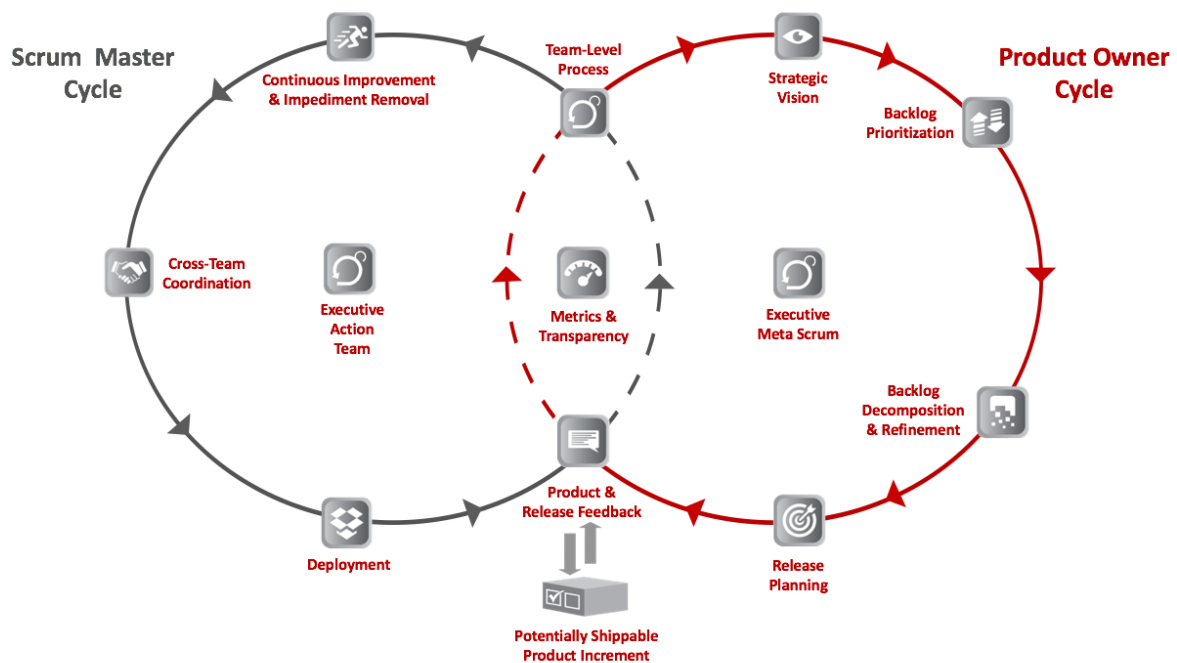 Scrum Master
Cycle
Continuous Improvement
& Impediment Removal
Team-Level
Process
Strategic
Vision
Product Owner
Cycle
Backlog
Prioritization
Cross-Team
Coordination
Executive
Action
Team
Metrics &
Transparency
Executive
Meta Scrum
Backlog
Decomposition
& Refinement
Deployment
Product &
Release Feedback
Release
Planning
Potentially Shippable
Product Increment